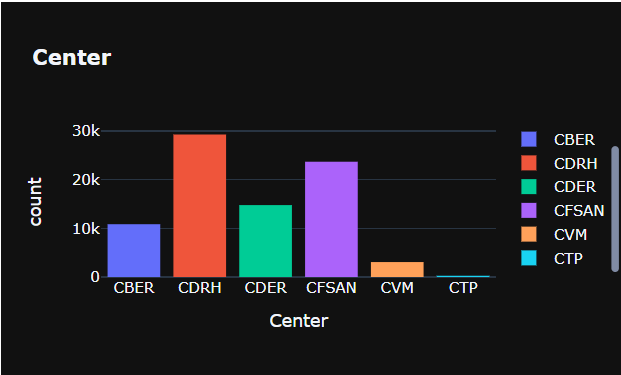 Center
30k
20k
10k
0
count
CBER CDRH CDER CFSAN CVM CTP
Center
CBER
CDRH
CDER
CFSAN
CVM
CTP